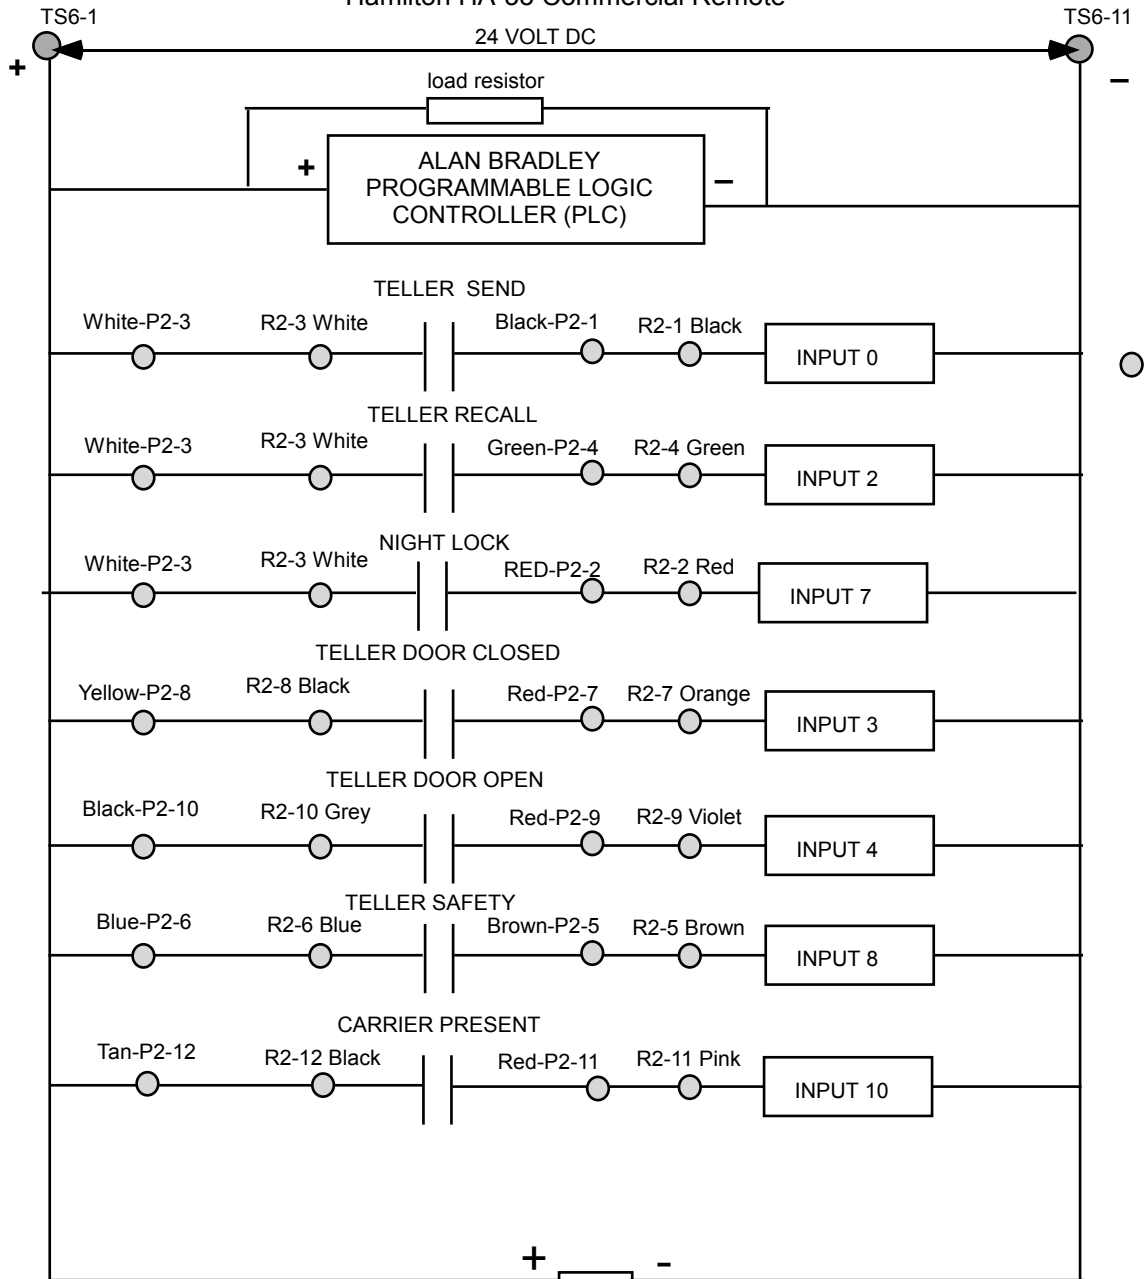 Hamilton HA-
Commercial Remote
TS6-1
TS6-11
24 VOLT DC
+
–
load resistor
+
–
ALAN BRADLEY
PROGRAMMABLE LOGIC
CONTROLLER (PLC)
TELLER SEND
White-P2-3
R2-3 White
Black-P2-1
R2-1 Black
INPUT 0
TELLER RECALL
White-P2-3
R2-3 White
Green-P2-4
R2-4 Green
INPUT 2
NIGHT LOCK
White-P2-3
R2-3 White
RED-P2-2
R2-2 Red
INPUT 7
TELLER DOOR CLOSED
Yellow-P2-8
R2-8 Black
Red-P2-7
R2-7 Orange
INPUT 3
TELLER DOOR OPEN
Black-P2-10
R2-10 Grey
Red-P2-9
R2-9 Violet
INPUT 4
TELLER SAFETY
Blue-P2-6
R2-6 Blue
Brown-P2-5
R2-5 Brown
INPUT 8
CARRIER PRESENT
Tan-P2-12
R2-12 Black
Red-P2-11
R2-11 Pink
INPUT 10
+
-